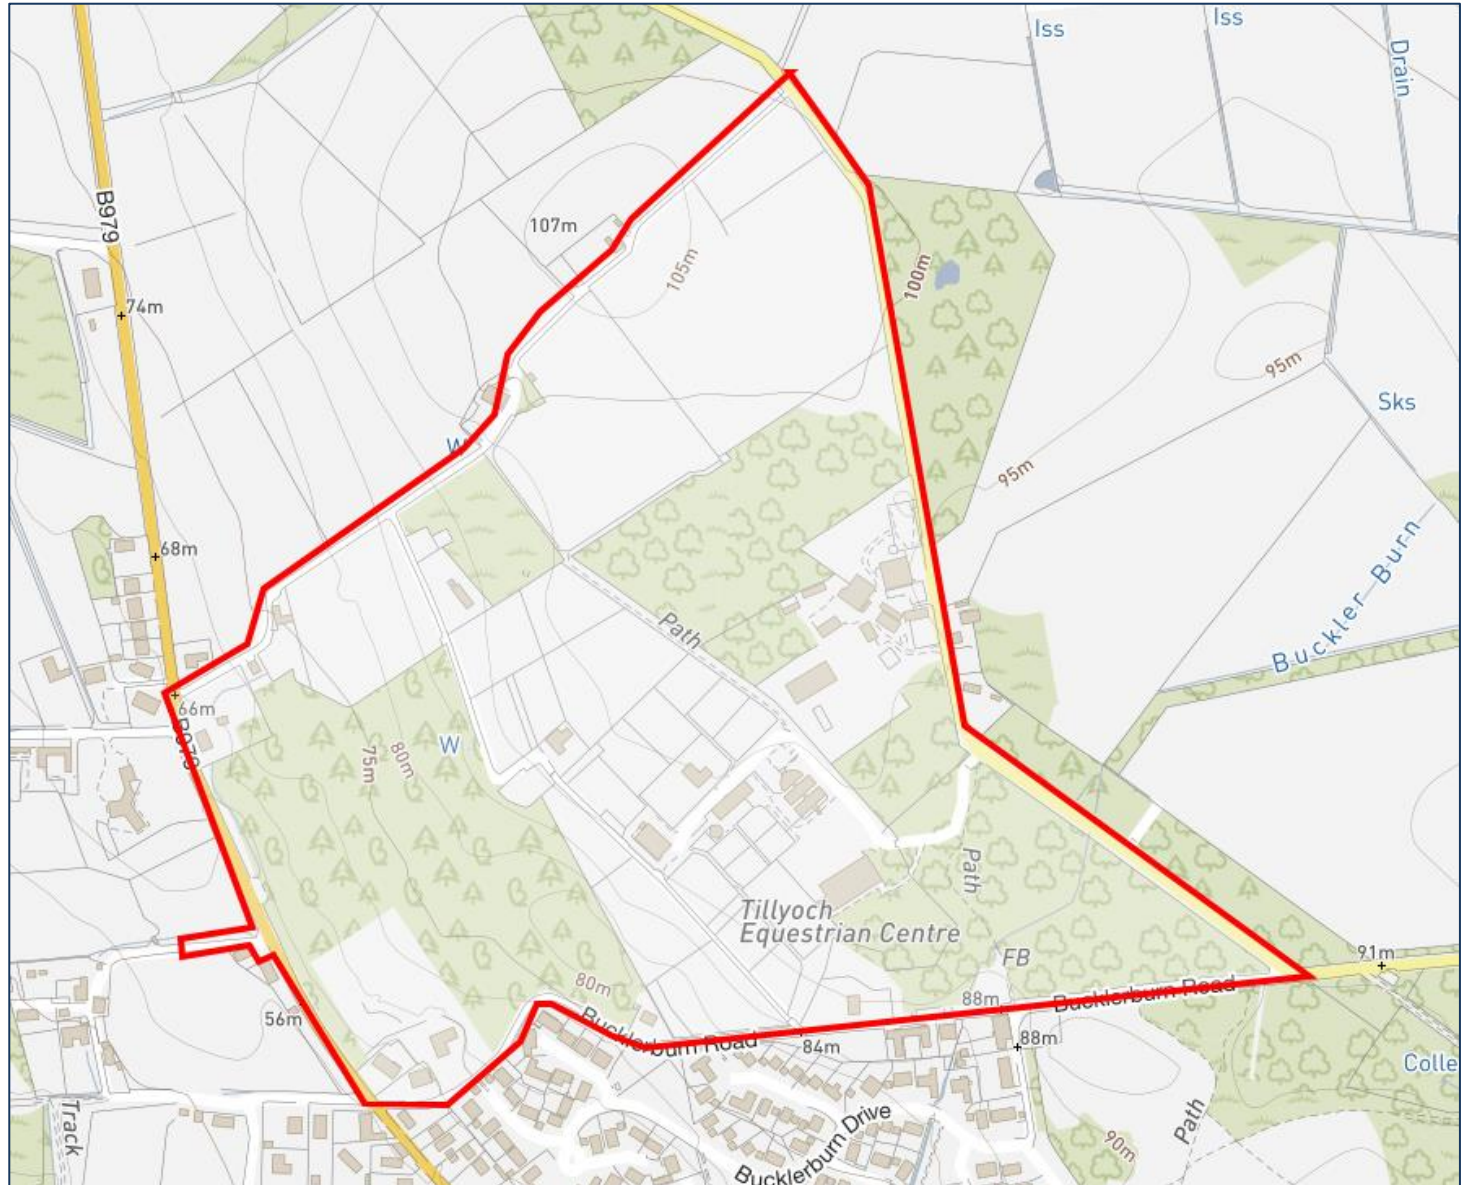 Iss
Iss
Drain
B979
107m
105m
100m
74m
95m
Sks
W
95m
68m
Buckler Burn
Path
66m
B979
75m
80m
W
Path
Tillyoch
Equestrian Centre
FB
91m
80m
88m
Bucklerburn Road
56m
Bucklerburn Road
84m
88m
Colle
Track
Bucklerburn Drive
90m
Path